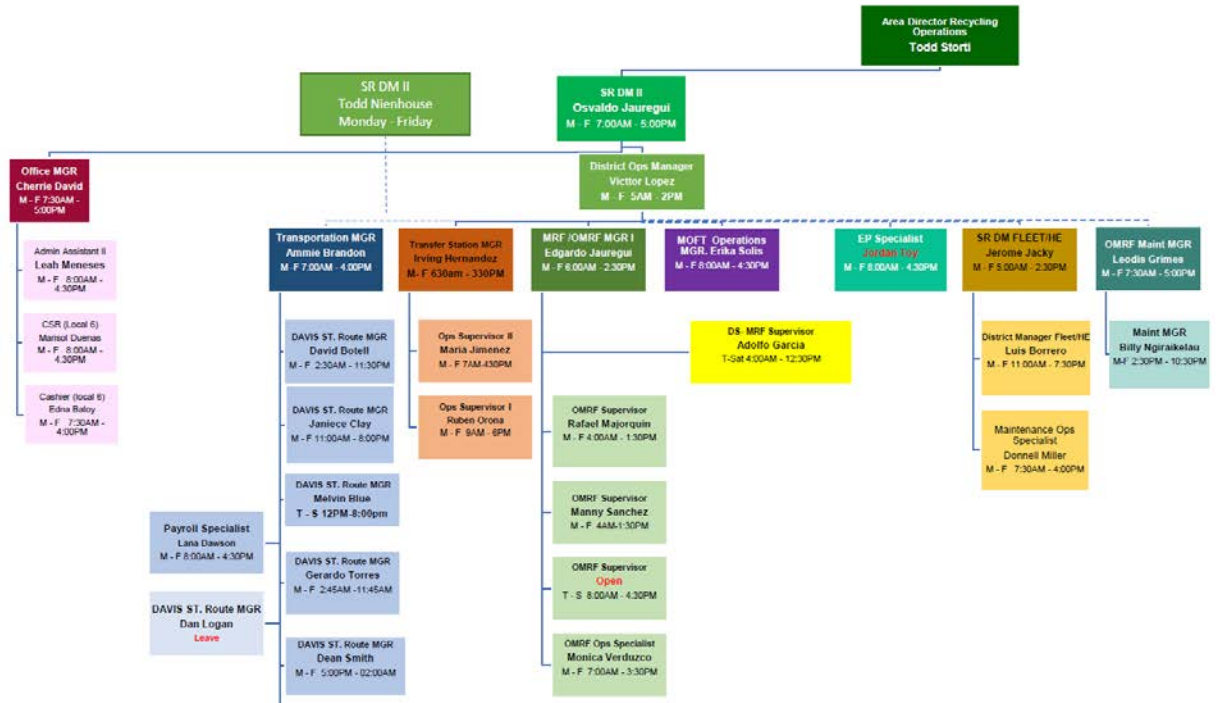 Area Director Recycling
Operations
Todd Storti
SR DM II
Todd Nienhouse
Monday - Friday
SR DM II
Osvaldo Jauregui
M - F 7:00AM - 5:00PM
Office MGR
Cherrie David
M - F 7:30AM -
5:00PM
District Ops Manager
Victtor Lopez
M - F 5AM - 2PM
Admin Assistant II
Leah Meneses
M - F 8:00AM -
4:30PM
CSR (Local 6)
Marisol Duenas
M - F 8:00AM -
4:30PM
Cashier (local 6)
Edna Batoy
M - F 7:30AM -
4:00PM
Transportation MGR
Ammie Brandon
M - F 7:00AM - 4:00PM
Transfer Station MGR
Irving Hernandez
M - F 630am - 330PM
MRF /OMRF MGR I
Edgardo Jauregui
M - F 6:00AM - 2:30PM
MOFT Operations
MGR. Erika Solis
M - F 8:00AM - 4:30PM
EP Specialist
Jordan Toy
M - F 8:00AM - 4:30PM
SR DM FLEET/HE
Jerome Jacky
M - F 5:00AM - 2:30PM
OMRF Maint MGR
Leodis Grimes
M - F 7:30AM - 5:00PM
DAVIS ST. Route MGR
David Botell
M - F 2:30AM - 11:30PM
DAVIS ST. Route MGR
Janiece Clay
M - F 11:00AM - 8:00PM
DAVIS ST. Route MGR
Melvin Blue
T - S 12PM-8:00pm
DAVIS ST. Route MGR
Gerardo Torres
M - F 2:45AM -11:45AM
DAVIS ST. Route MGR
Dean Smith
M - F 5:00PM - 02:00AM
Payroll Specialist
Lana Dawson
M - F 8:00AM - 4:30PM
DAVIS ST. Route MGR
Dan Logan
Leave
Ops Supervisor II
Maria Jimenez
M - F 7AM-430PM
Ops Supervisor I
Ruben Orona
M - F 9AM - 6PM
DS- MRF Supervisor
Adolfo Garcia
T-Sat 4:00AM - 12:30PM
OMRF Supervisor
Rafael Majorquin
M - F 4:00AM - 1:30PM
OMRF Supervisor
Manny Sanchez
M - F 4AM-1:30PM
OMRF Supervisor
Open
T - S 8:00AM - 4:30PM
OMRF Ops Specialist
Monica Verduzco
M - F 7:00AM - 3:30PM
District Manager Fleet/HE
Luis Borrero
M - F 11:00AM - 7:30PM
Maintenance Ops
Specialist
Donnell Miller
M - F 7:30AM - 4:00PM
Maint MGR
Billy Ngiraikelau
M-F 2:30PM - 10:30PM